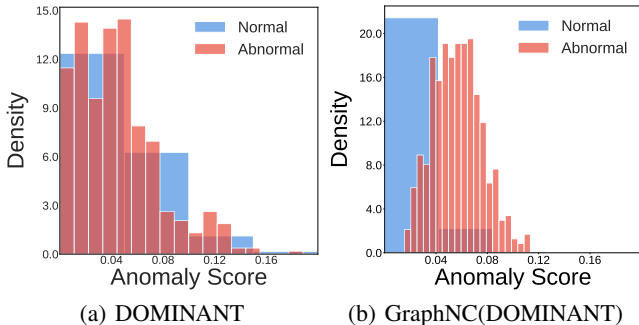 15.0
12.0
9.0
6.0
3.0
0.0
Density
Normal
Abnormal
0.04 0.08 0.12 0.16
Anomaly Score
(a) DOMINANT
20.0
16.0
12.0
8.0
4.0
0.0
Density
Normal
Abnormal
0.04 0.08 0.12 0.16
Anomaly Score
(b) GraphNC(DOMINANT)